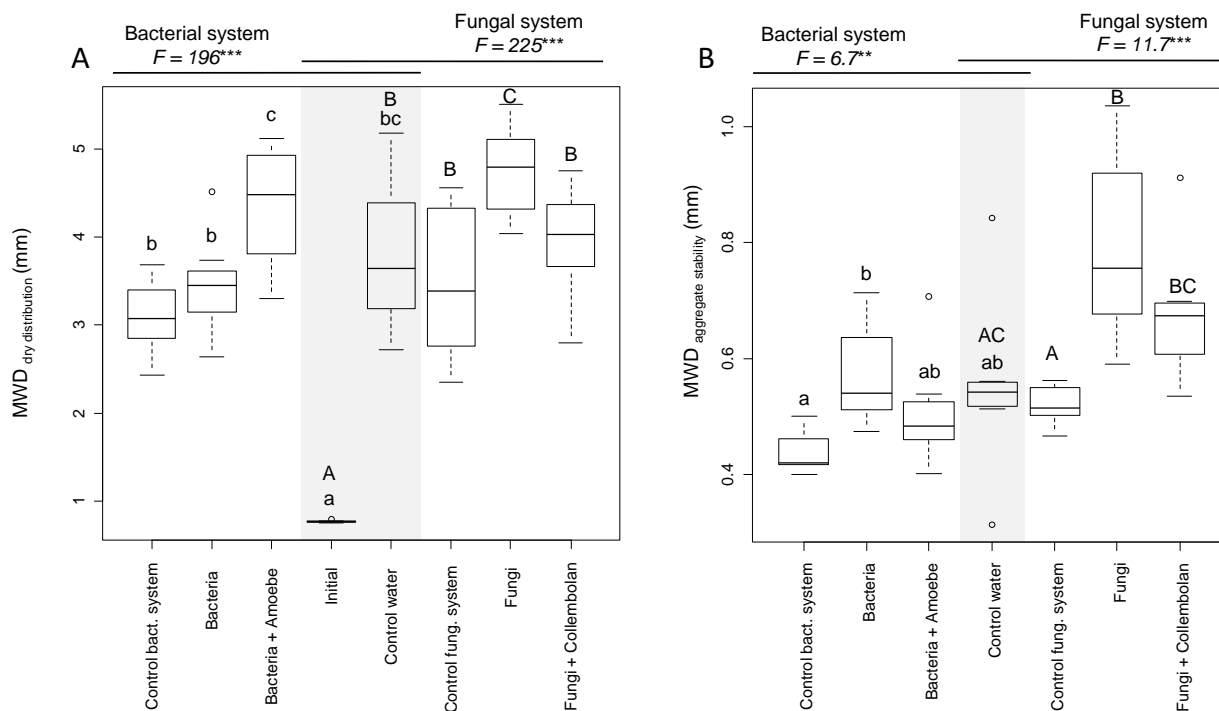 A
Bacterial system
F = 196***
Fungal system
F = 225***
MWD dry distribution (mm)
5
4
3
2
1
b
b
c
A
a
B
bc
B
C
B
Control bact. system
Bacteria
Bacteria + Amoebe
Initial
Control water
Control fung. system
Fungi
Fungi + Collembolan
B
Bacterial system
F = 6.7**
Fungal system
F = 11.7***
MWD aggregate stability (mm)
1.0
0.8
0.6
0.4
a
b
ab
AC
ab
A
B
BC
Control bact. system
Bacteria
Bacteria + Amoebe
Control water
Control fung. system
Fungi
Fungi + Collembolan